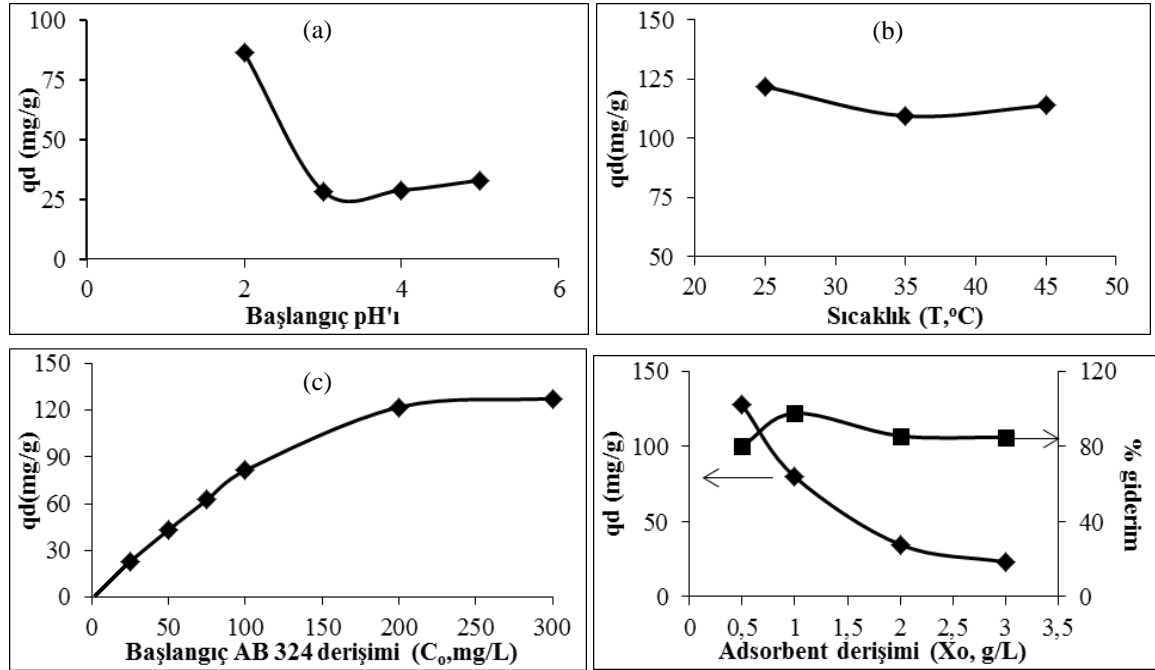 (a)
100
75
50
25
0
qd (mg/g)
0 2 4 6
Başlangıç pH'ı
(b)
150
125
100
75
50
qd(mg/g)
20 25 30 35 40 45 50
Sıcaklık (T,ºC)
(c)
150
120
90
60
30
0
qd(mg/g)
0 50 100 150 200 250 300
Başlangıç AB 324 derişimi (Cₒ,mg/L)
150
100
50
0
qd (mg/g)
120
80
40
0
% giderim
0 0,5 1 1,5 2 2,5 3 3,5
Adsorbent derişimi (Xo, g/L)